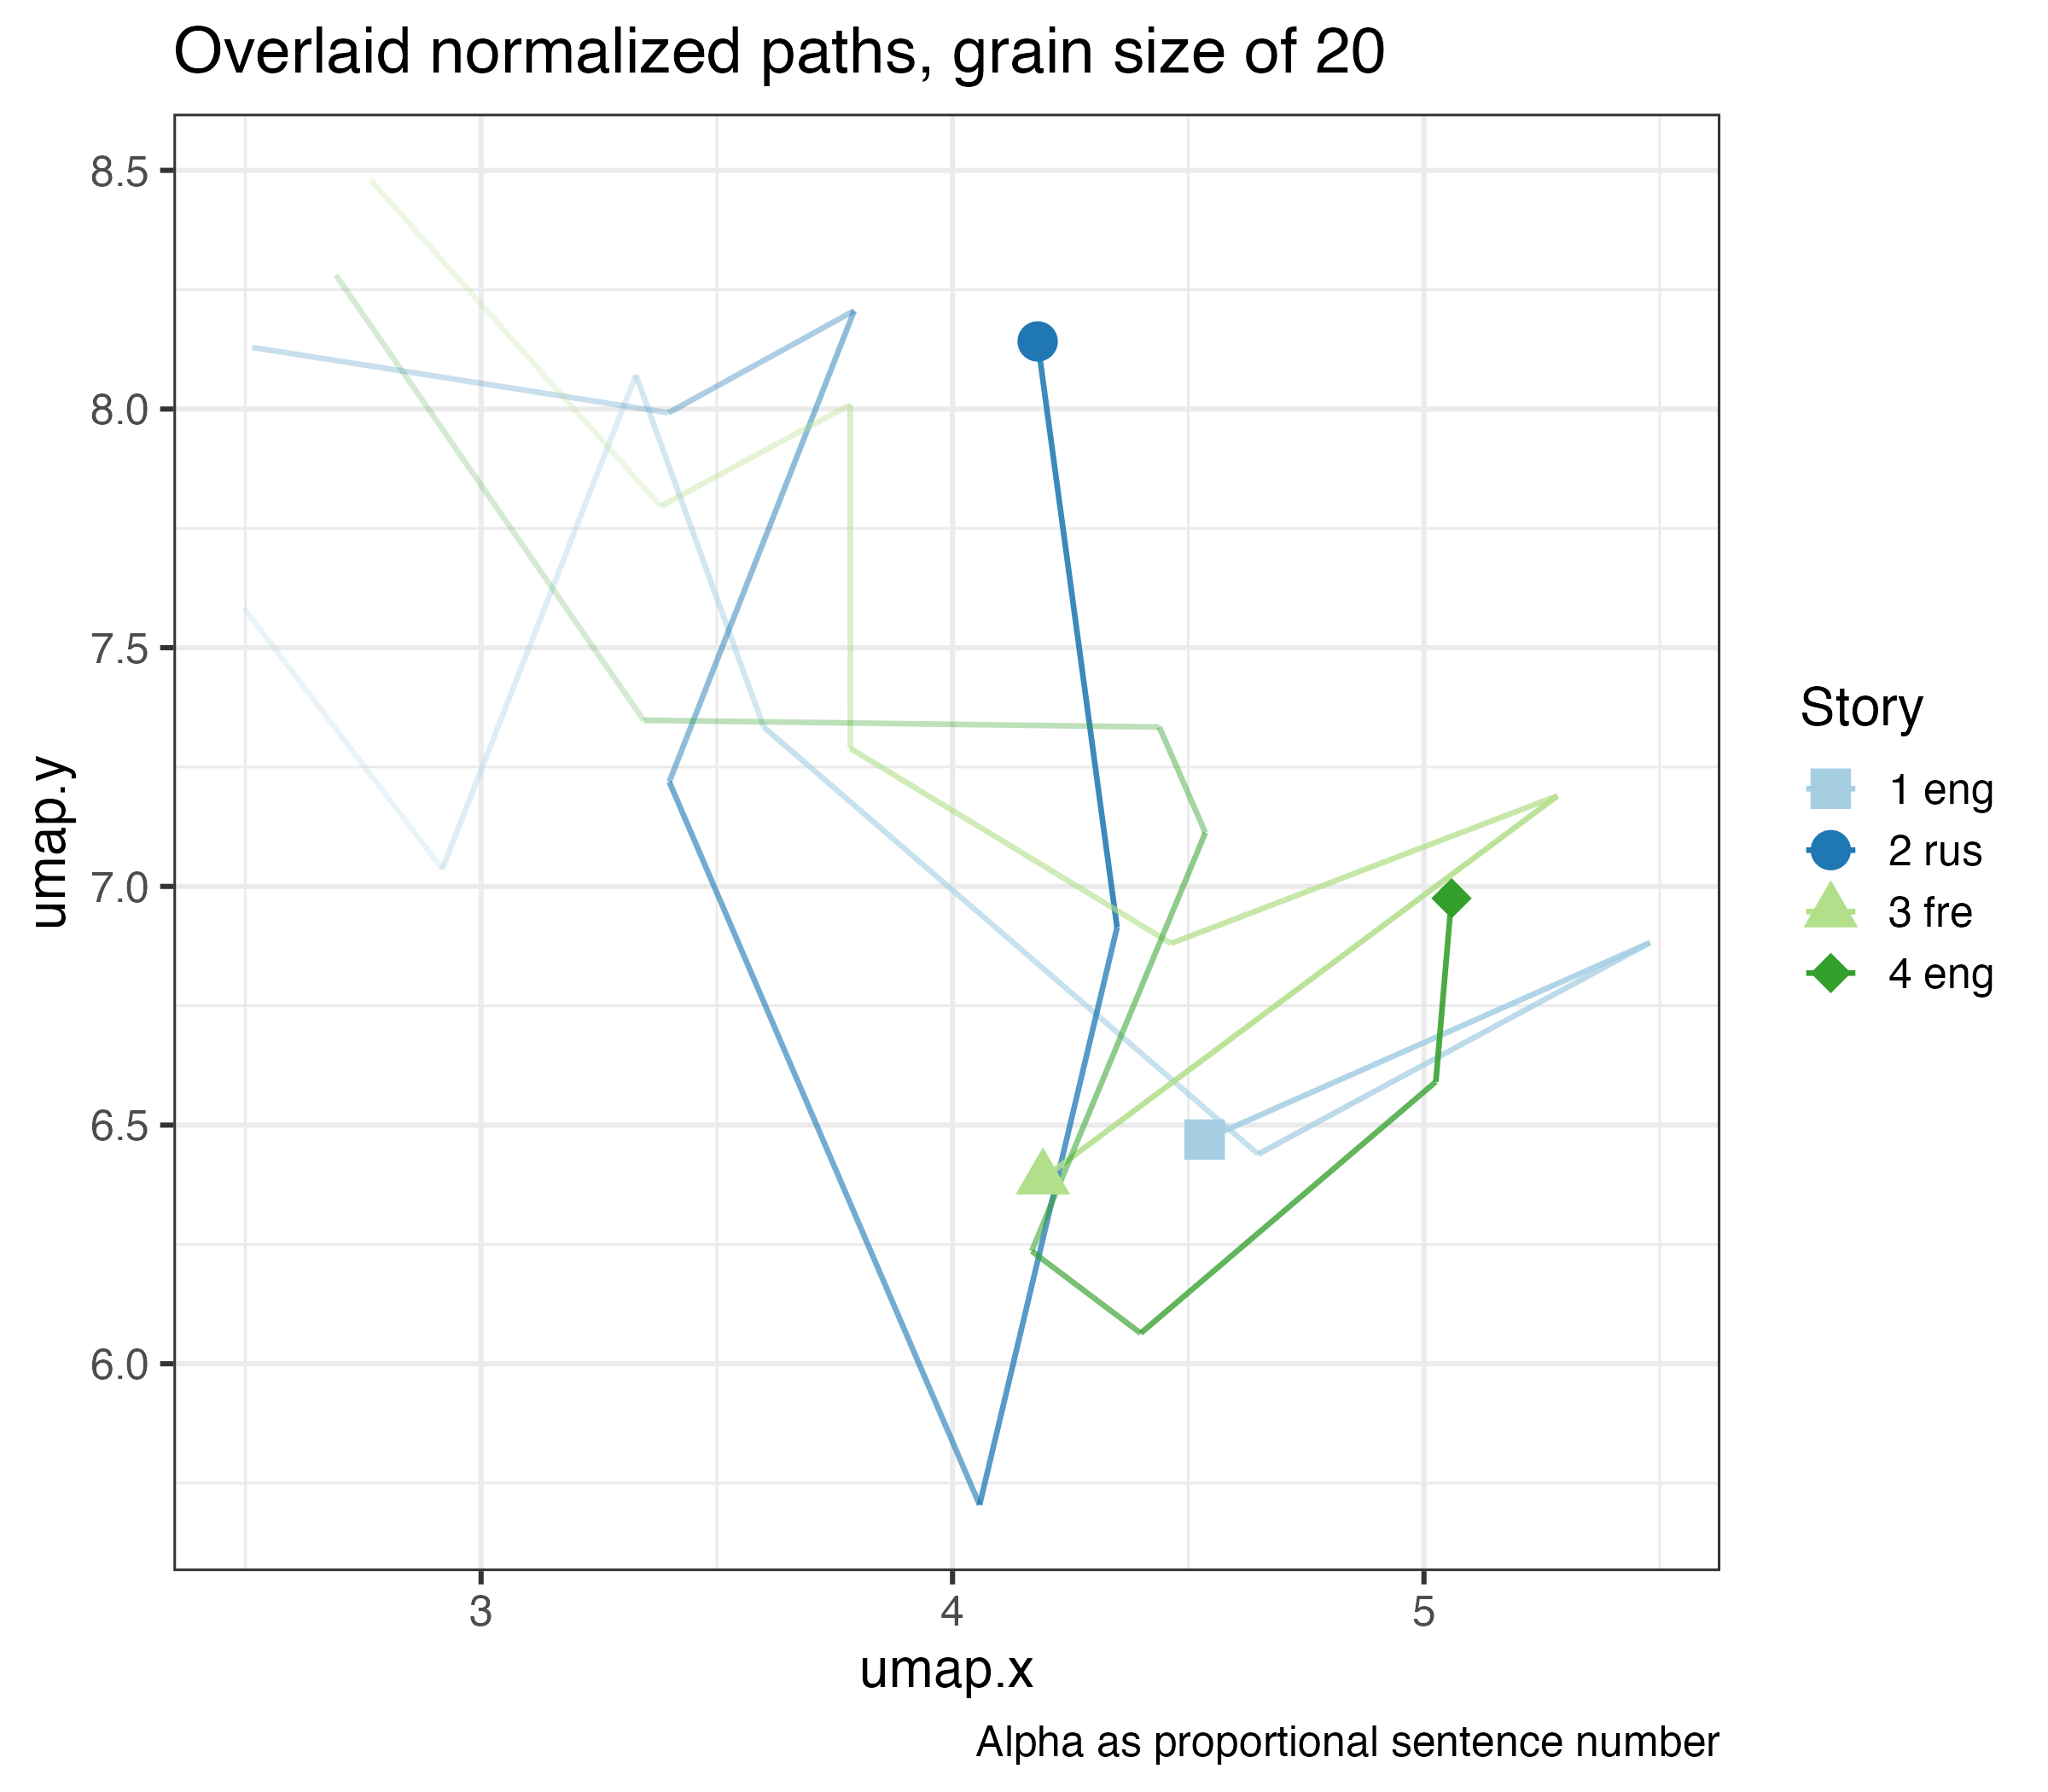 Overlaid normalized paths, grain size of 20
8.5
8.0
7.5
7.0
6.5
6.0
umap.y
3 4 5
umap.x
Alpha as proportional sentence number
Story
1 eng
2 rus
3 fre
4 eng